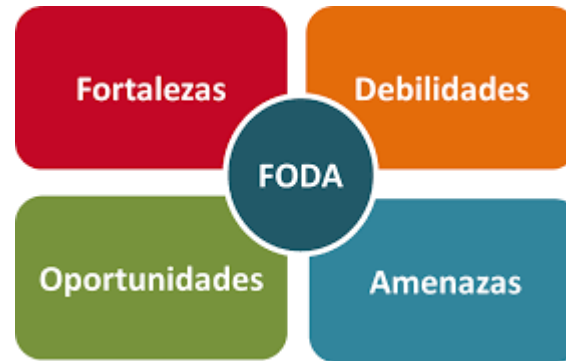 Fortalezas
Debilidades
FODA
Oportunidades
Amenazas